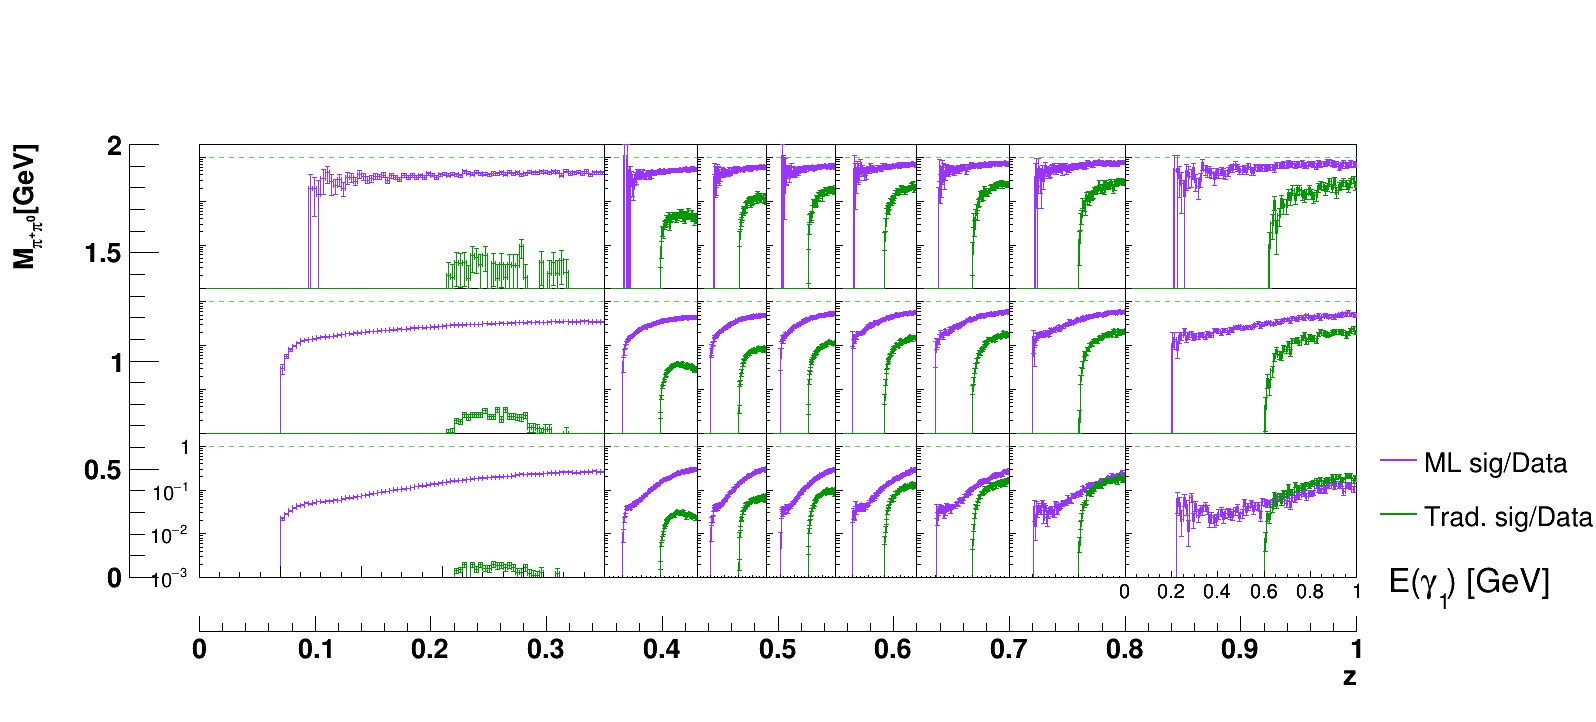 M π⁺π⁰ [GeV]
2
1.5
1
0.5
0
1
10⁻¹
10⁻²
10⁻³
ML sig/Data
Trad. sig/Data
0 0.2 0.4 0.6 0.8 1
E(γ₁) [GeV]
0 0.1 0.2 0.3 0.4 0.5 0.6 0.7 0.8 0.9 1
z